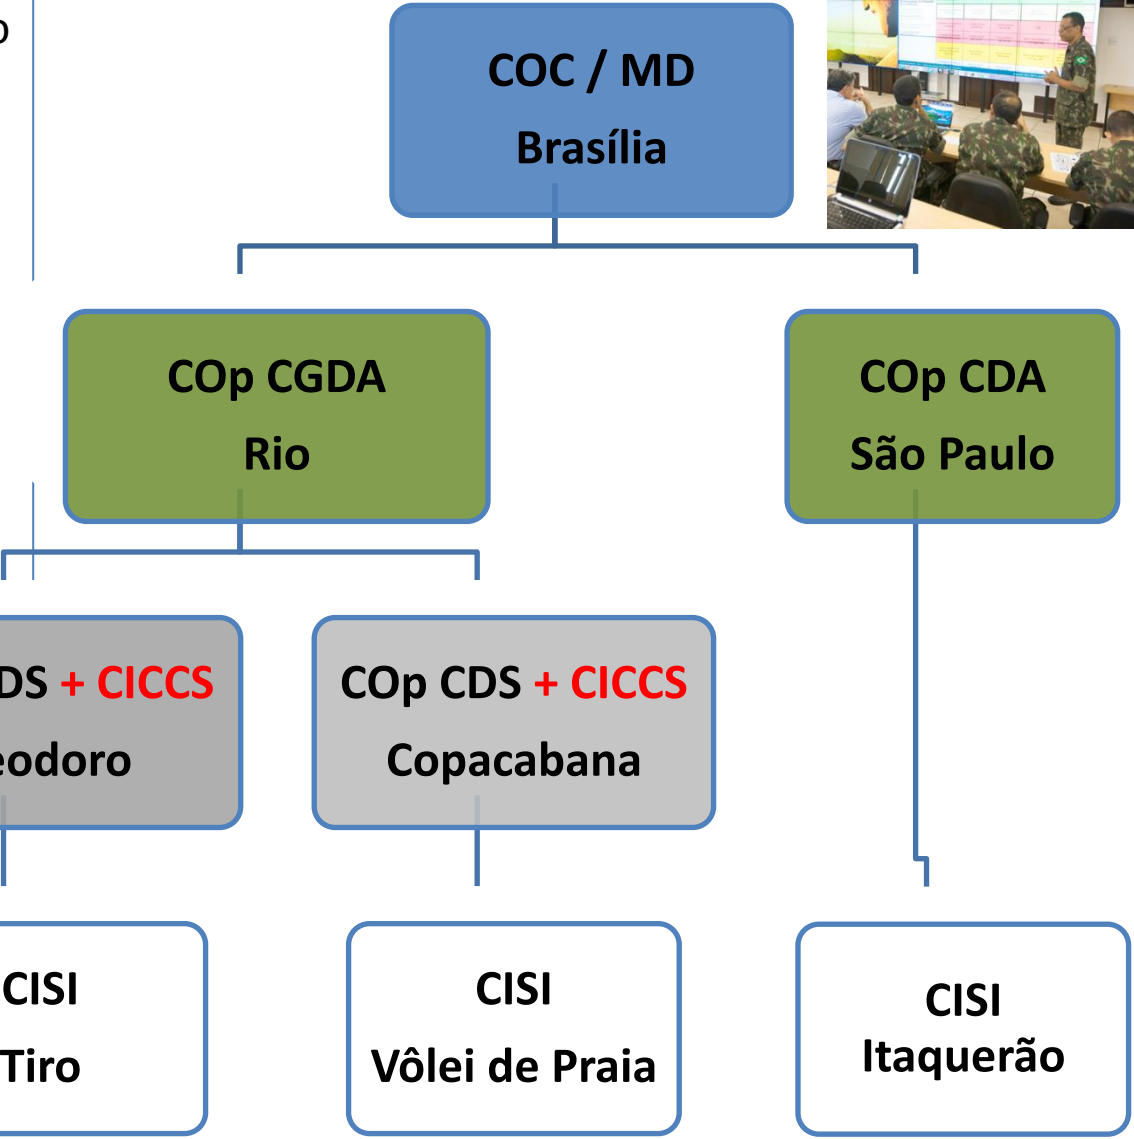 COC / MD
Brasília
COp CGDA
Rio
COp CDA
São Paulo
DS + CICCS
eodoro
COp CDS + CICCS
Copacabana
CISI
Tiro
CISI
Vôlei de Praia
CISI
Itaquerão